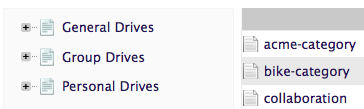 General Drives
Group Drives
Personal Drives
acme-category
bike-category
collaboration